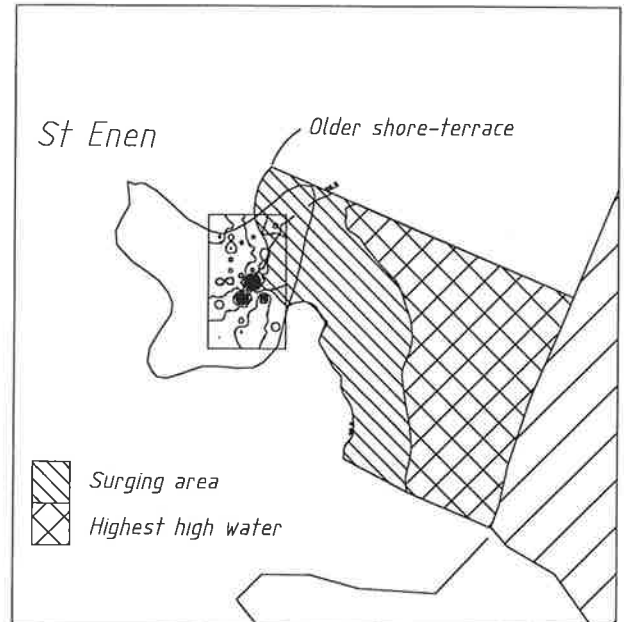 St Enen
Older shore-terrace
Surging area
Highest high water